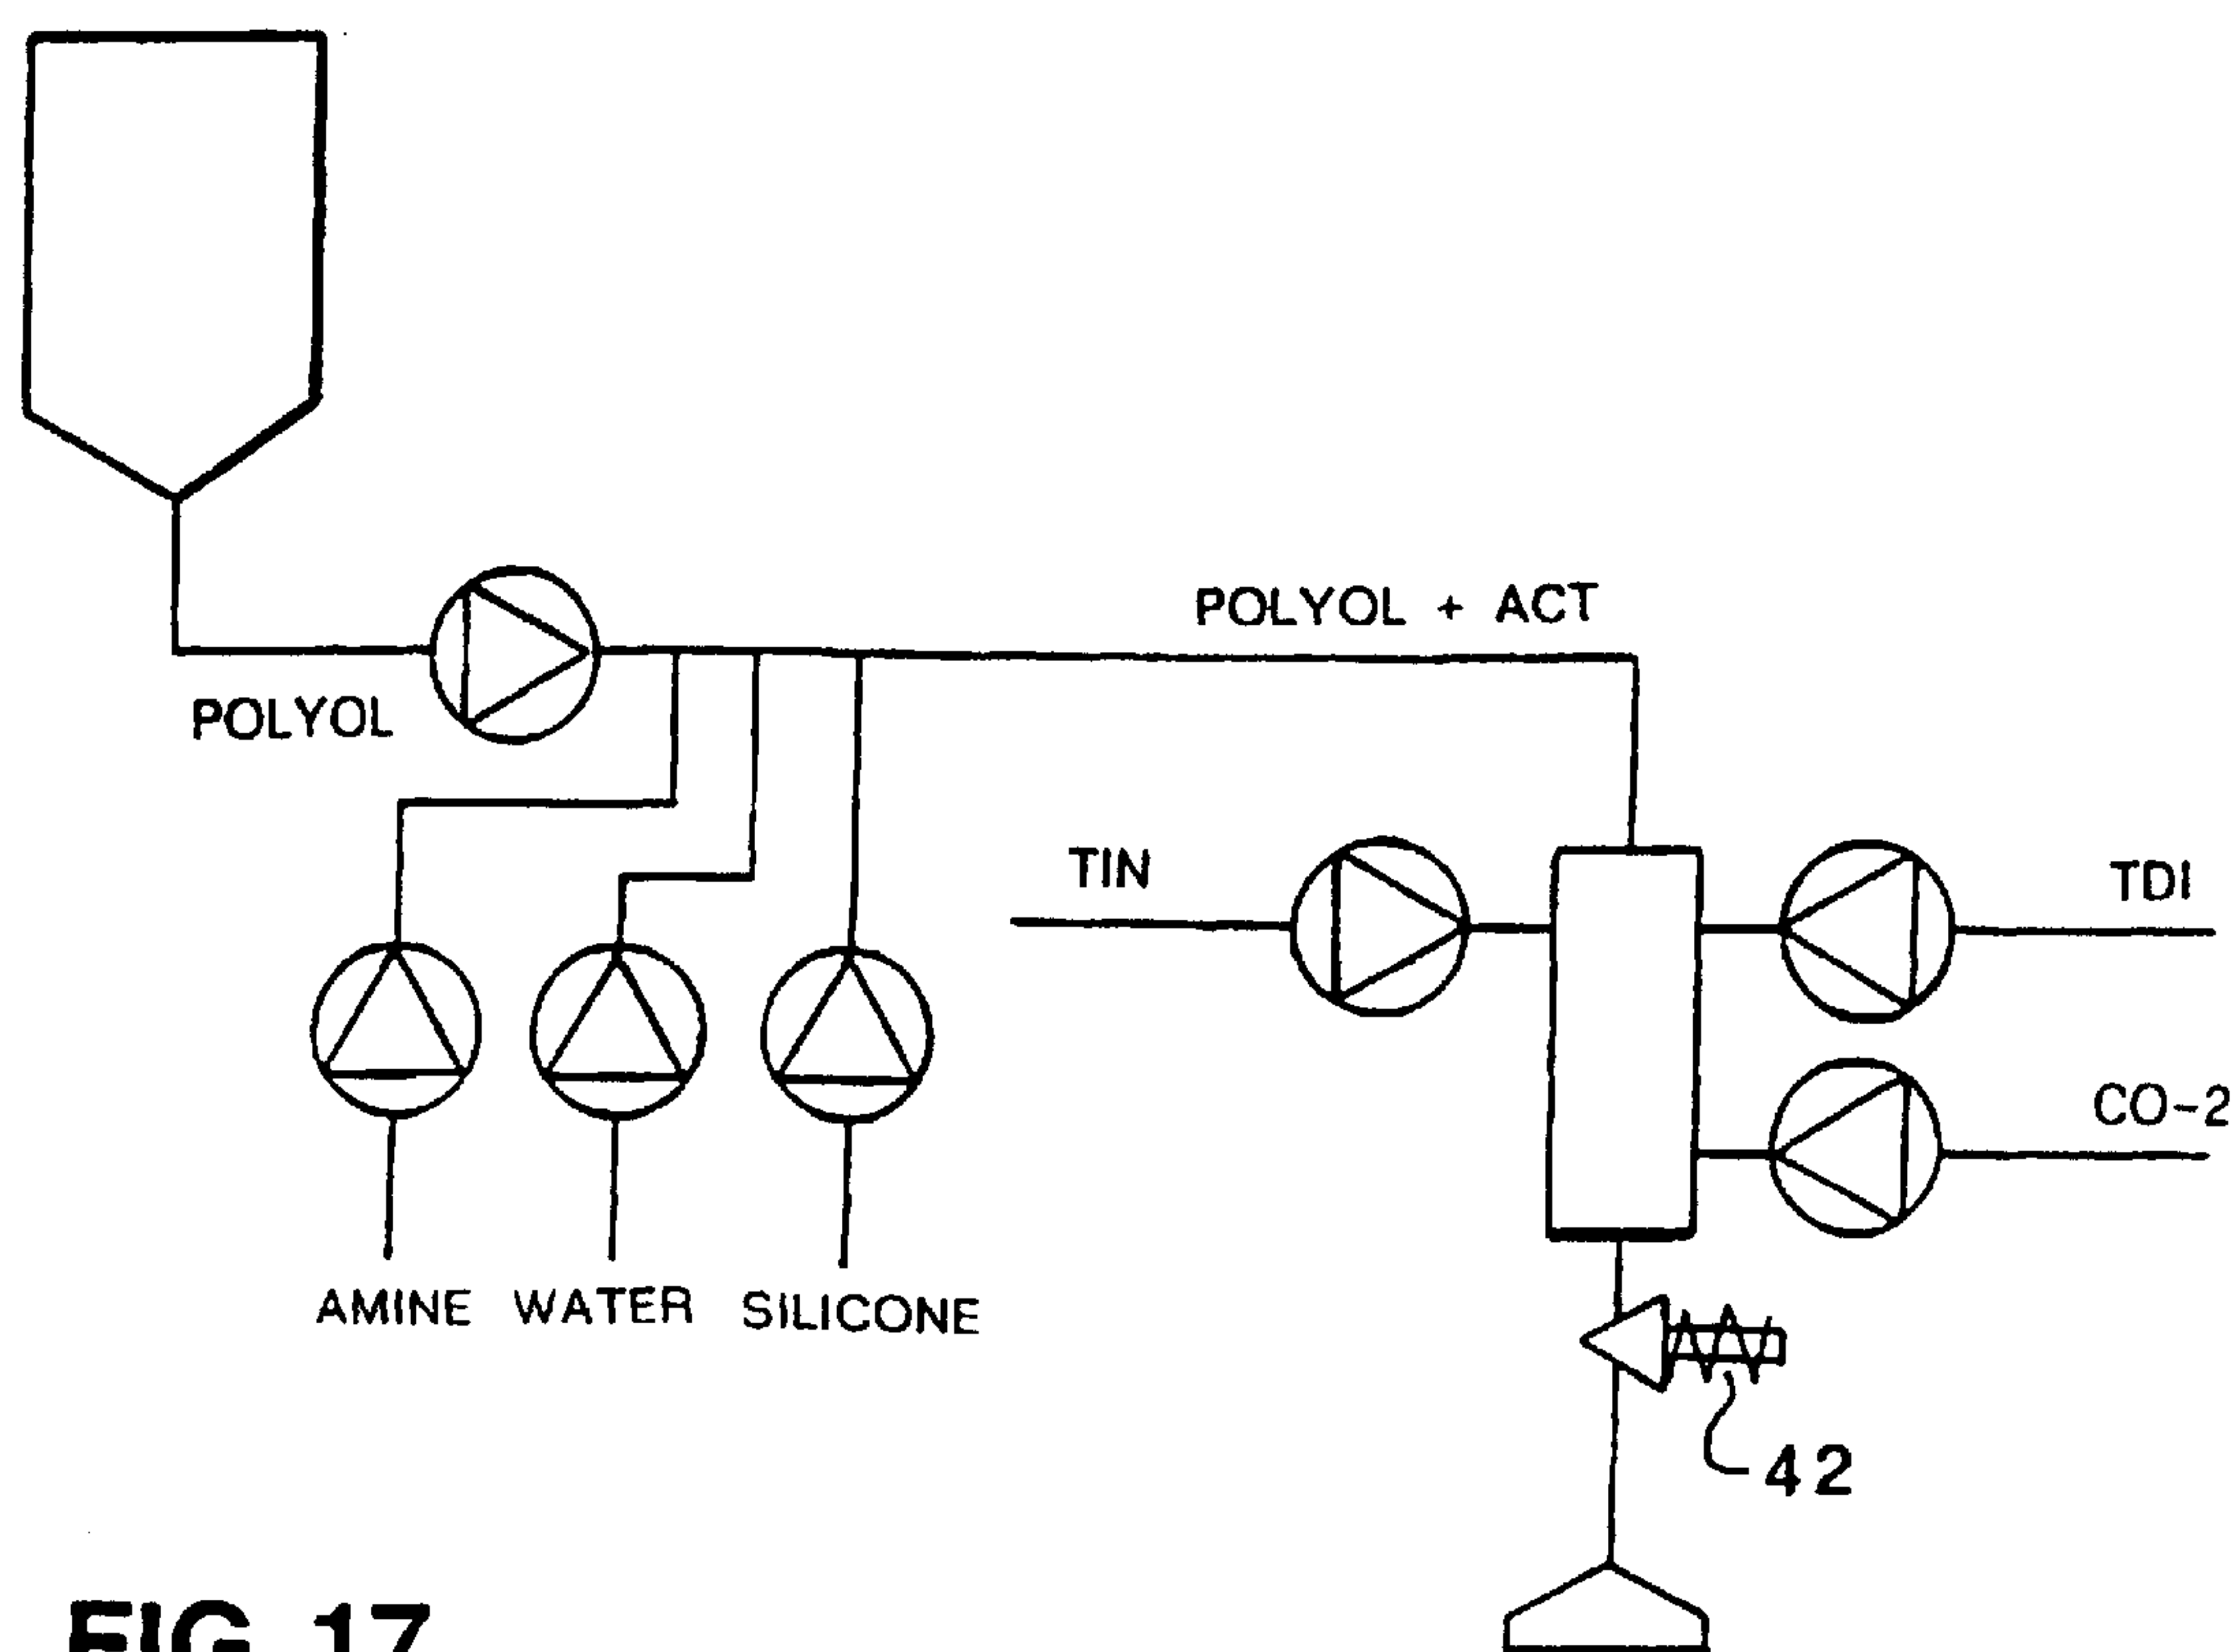 POLYOL + ACT
POLYOL
TIN
TDI
CO-2
AMINE
WATER
SILICONE
42
FIG 17